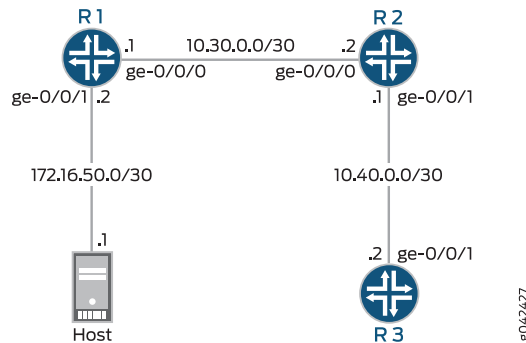 R1
R2
.1
10.30.0.0/30
.2
ge-0/0/0
ge-0/0/0
ge-0/0/1
.2
.1
ge-0/0/1
172.16.50.0/30
10.40.0.0/30
.1
.2
ge-0/0/1
Host
R3
g042427